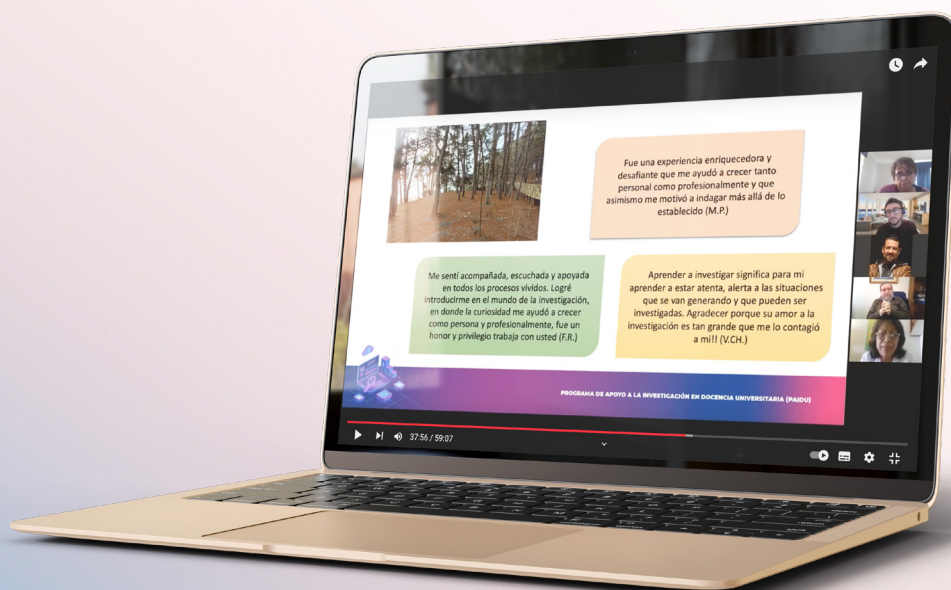 Fue una experiencia enriquecedora y
desafiante que me ayudó a crecer tanto
personal como profesionalmente y que
asimismo me motivó a indagar más allá de lo
establecido (M.P.)
Me sentí acompañada, escuchada y apoyada
en todos los procesos vividos. Logré
introducirme en el mundo de la investigación,
en donde la curiosidad me ayudó a crecer
como persona y profesionalmente, fue un
honor y privilegio trabaja con usted (F.R.)
Aprender a investigar significa para mi
aprender a estar atenta, alerta a las situaciones
que se van generando y que pueden ser
investigadas. Agradecer porque su amor a la
investigación es tan grande que me lo contagió
a mi!! (V.CH.)
PROGRAMA DE APOYO A LA INVESTIGACIÓN EN DOCENCIA UNIVERSITARIA (PAIDU)
37:56 / 59:07